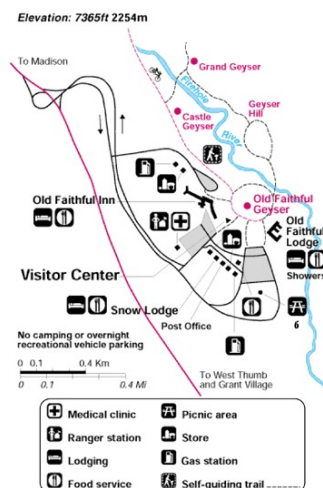 Elevation: 7365ft 2254m
To Madison
Grand Geyser
Firehole
River
Castle
Geyser
Geyser
Hill
Old Faithful Inn
Old Faithful
Geyser
Old
Faithful
Lodge
Showers
Visitor Center
Snow Lodge
Post Office
6
No camping or overnight
recreational vehicle parking
0 0.1 0.4 Km
0 0.1 0.4 Mi
To West Thumb
and Grant Village
Medical clinic
Picnic area
Ranger station
Store
Lodging
Gas station
Food service
Self-guiding trail